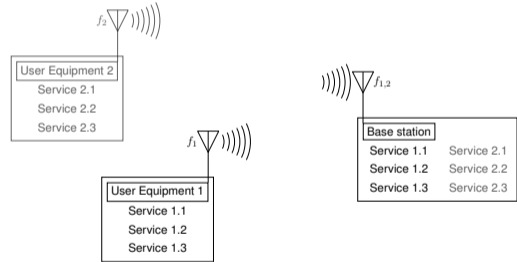 f2
User Equipment 2
Service 2.1
Service 2.2
Service 2.3
f1
User Equipment 1
Service 1.1
Service 1.2
Service 1.3
f1,2
Base station
Service 1.1 Service 2.1
Service 1.2 Service 2.2
Service 1.3 Service 2.3